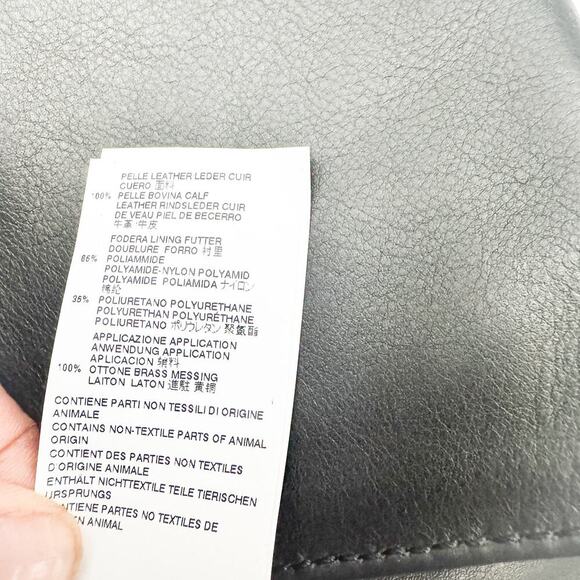 PELLE LEATHER LEDER CUIR
CUERO 面料
100% PELLE BOVINA CALF
LEATHER RINDSLEDER CUIR
DE VEAU PIEL DE BECERRO
牛革 牛皮
FODERA LINING FUTTER
DOUBLURE FORRO 衬里
65% POLIAMMIDE
POLYAMIDE-NYLON POLYAMID
POLYAMIDE POLIAMIDA ナイロン
锦纶
35% POLIURETANO POLYURETHANE
POLYURETHAN POLYURÉTHANE
POLIURETANO ポリウレタン 聚氨酯
APPLICAZIONE APPLICATION
ANWENDUNG APPLICATION
APLICACION 辅料
100% OTTONE BRASS MESSING
LAITON LATON 進駐 黄铜
CONTIENE PARTI NON TESSILI DI ORIGINE
ANIMALE
CONTAINS NON-TEXTILE PARTS OF ANIMAL
ORIGIN
CONTIENT DES PARTIES NON TEXTILES
D'ORIGINE ANIMALE
ENTHÄLT NICHTTEXTILE TEILE TIERISCHEN
URSPRUNGS
CONTIENE PARTES NO TEXTILES DE
ANIMAL